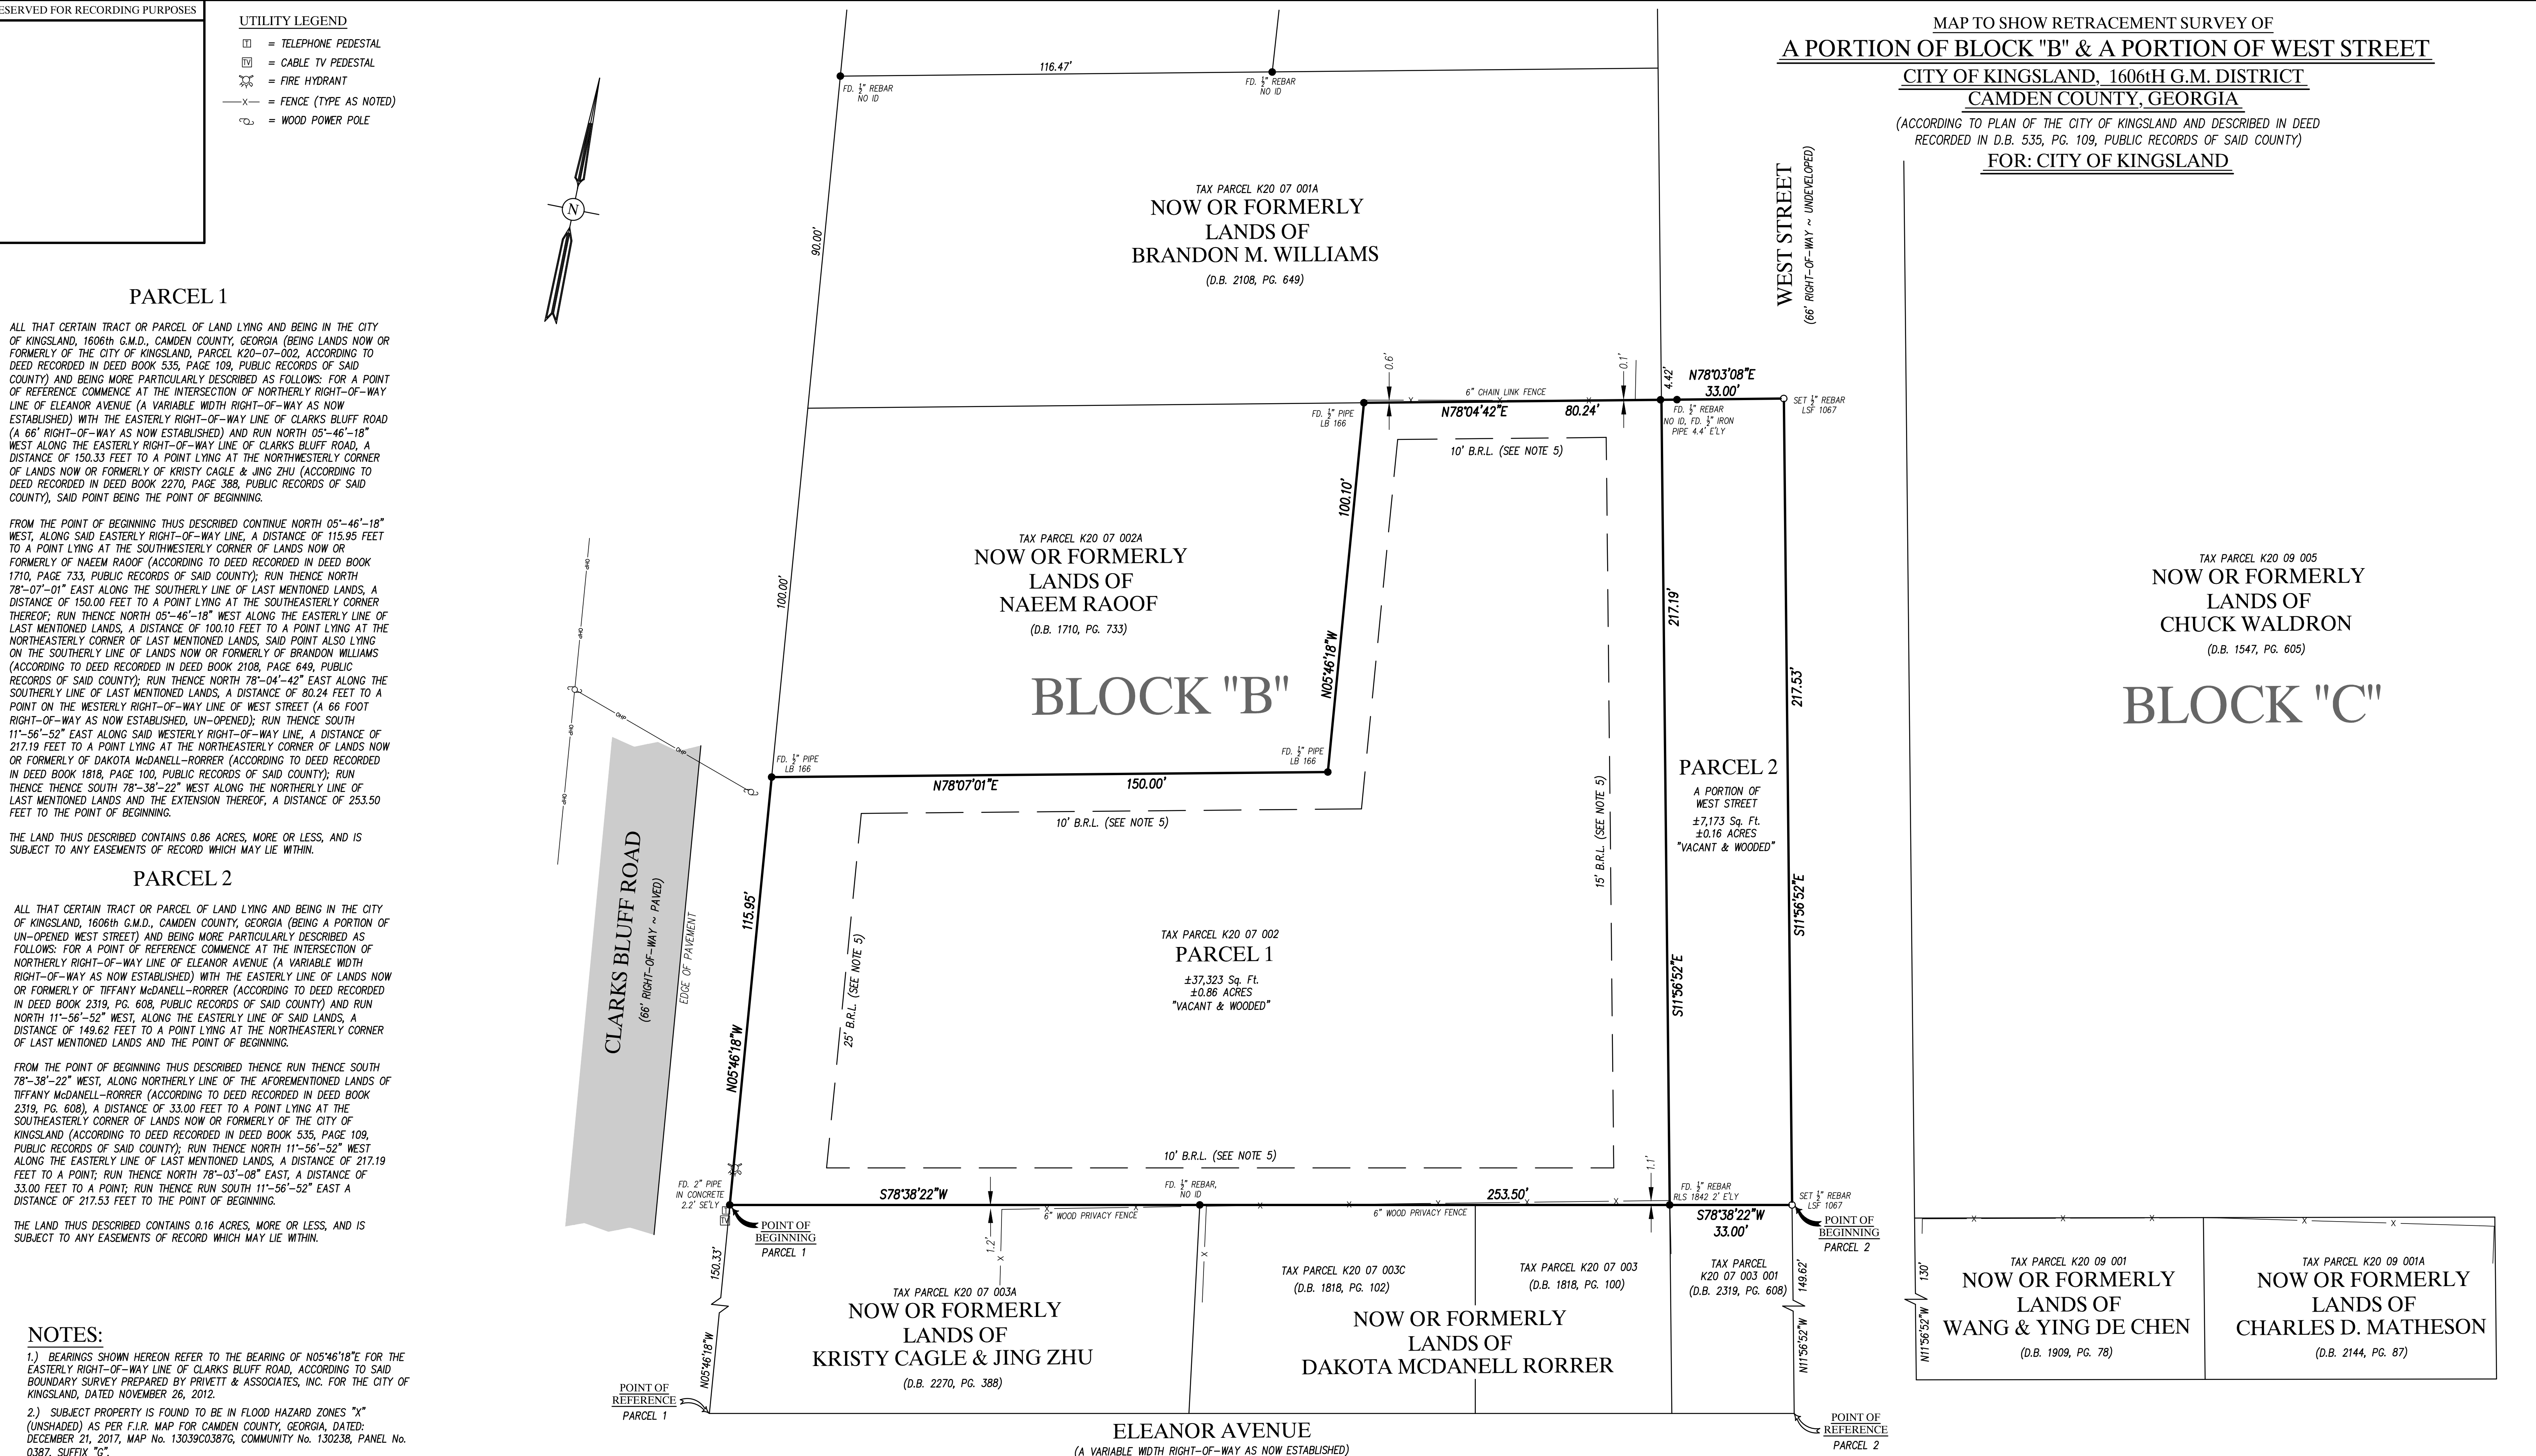 ESERVED FOR RECORDING PURPOSES
UTILITY LEGEND
T = TELEPHONE PEDESTAL
TV = CABLE TV PEDESTAL
= FIRE HYDRANT
—X— = FENCE (TYPE AS NOTED)
= WOOD POWER POLE
MAP TO SHOW RETRACEMENT SURVEY OF
A PORTION OF BLOCK "B" & A PORTION OF WEST STREET
CITY OF KINGSLAND, 1606tH G.M. DISTRICT
CAMDEN COUNTY, GEORGIA
(ACCORDING TO PLAN OF THE CITY OF KINGSLAND AND DESCRIBED IN DEED
RECORDED IN D.B. 535, PG. 109, PUBLIC RECORDS OF SAID COUNTY)
FOR: CITY OF KINGSLAND
PARCEL 1
ALL THAT CERTAIN TRACT OR PARCEL OF LAND LYING AND BEING IN THE CITY
OF KINGSLAND, 1606th G.M.D., CAMDEN COUNTY, GEORGIA (BEING LANDS NOW OR
FORMERLY OF THE CITY OF KINGSLAND, PARCEL K20-07-002, ACCORDING TO
DEED RECORDED IN DEED BOOK 535, PAGE 109, PUBLIC RECORDS OF SAID
COUNTY) AND BEING MORE PARTICULARLY DESCRIBED AS FOLLOWS: FOR A POINT
OF REFERENCE COMMENCE AT THE INTERSECTION OF NORTHERLY RIGHT-OF-WAY
LINE OF ELEANOR AVENUE (A VARIABLE WIDTH RIGHT-OF-WAY AS NOW
ESTABLISHED) WITH THE EASTERLY RIGHT-OF-WAY LINE OF CLARKS BLUFF ROAD
(A 66' RIGHT-OF-WAY AS NOW ESTABLISHED) AND RUN NORTH 05°-46'-18"
WEST ALONG THE EASTERLY RIGHT-OF-WAY LINE OF CLARKS BLUFF ROAD, A
DISTANCE OF 150.33 FEET TO A POINT LYING AT THE NORTHWESTERLY CORNER
OF LANDS NOW OR FORMERLY OF KRISTY CAGLE & JING ZHU (ACCORDING TO
DEED RECORDED IN DEED BOOK 2270, PAGE 388, PUBLIC RECORDS OF SAID
COUNTY), SAID POINT BEING THE POINT OF BEGINNING.
FROM THE POINT OF BEGINNING THUS DESCRIBED CONTINUE NORTH 05°-46'-18"
WEST, ALONG SAID EASTERLY RIGHT-OF-WAY LINE, A DISTANCE OF 115.95 FEET
TO A POINT LYING AT THE SOUTHWESTERLY CORNER OF LANDS NOW OR
FORMERLY OF NAEEM RAOOF (ACCORDING TO DEED RECORDED IN DEED BOOK
1710, PAGE 733, PUBLIC RECORDS OF SAID COUNTY); RUN THENCE NORTH
78°-07'-01" EAST ALONG THE SOUTHERLY LINE OF LAST MENTIONED LANDS, A
DISTANCE OF 150.00 FEET TO A POINT LYING AT THE SOUTHEASTERLY CORNER
THEREOF; RUN THENCE NORTH 05°-46'-18" WEST ALONG THE EASTERLY LINE OF
LAST MENTIONED LANDS, A DISTANCE OF 100.10 FEET TO A POINT LYING AT THE
NORTHEASTERLY CORNER OF LAST MENTIONED LANDS, SAID POINT ALSO LYING
ON THE SOUTHERLY LINE OF LANDS NOW OR FORMERLY OF BRANDON WILLIAMS
(ACCORDING TO DEED RECORDED IN DEED BOOK 2108, PAGE 649, PUBLIC
RECORDS OF SAID COUNTY); RUN THENCE NORTH 78°-04'-42" EAST ALONG THE
SOUTHERLY LINE OF LAST MENTIONED LANDS, A DISTANCE OF 80.24 FEET TO A
POINT ON THE WESTERLY RIGHT-OF-WAY LINE OF WEST STREET (A 66 FOOT
RIGHT-OF-WAY AS NOW ESTABLISHED, UN-OPENED); RUN THENCE SOUTH
11°-56'-52" EAST ALONG SAID WESTERLY RIGHT-OF-WAY LINE, A DISTANCE OF
217.19 FEET TO A POINT LYING AT THE NORTHEASTERLY CORNER OF LANDS NOW
OR FORMERLY OF DAKOTA McDANELL-RORRER (ACCORDING TO DEED RECORDED
IN DEED BOOK 1818, PAGE 100, PUBLIC RECORDS OF SAID COUNTY); RUN
THENCE THENCE SOUTH 78°-38'-22" WEST ALONG THE NORTHERLY LINE OF
LAST MENTIONED LANDS AND THE EXTENSION THEREOF, A DISTANCE OF 253.50
FEET TO THE POINT OF BEGINNING.
THE LAND THUS DESCRIBED CONTAINS 0.86 ACRES, MORE OR LESS, AND IS
SUBJECT TO ANY EASEMENTS OF RECORD WHICH MAY LIE WITHIN.
PARCEL 2
ALL THAT CERTAIN TRACT OR PARCEL OF LAND LYING AND BEING IN THE CITY
OF KINGSLAND, 1606th G.M.D., CAMDEN COUNTY, GEORGIA (BEING A PORTION OF
UN-OPENED WEST STREET) AND BEING MORE PARTICULARLY DESCRIBED AS
FOLLOWS: FOR A POINT OF REFERENCE COMMENCE AT THE INTERSECTION OF
NORTHERLY RIGHT-OF-WAY LINE OF ELEANOR AVENUE (A VARIABLE WIDTH
RIGHT-OF-WAY AS NOW ESTABLISHED) WITH THE EASTERLY LINE OF LANDS NOW
OR FORMERLY OF TIFFANY McDANELL-RORRER (ACCORDING TO DEED RECORDED
IN DEED BOOK 2319, PG. 608, PUBLIC RECORDS OF SAID COUNTY) AND RUN
NORTH 11°-56'-52" WEST, ALONG THE EASTERLY LINE OF SAID LANDS, A
DISTANCE OF 149.62 FEET TO A POINT LYING AT THE NORTHEASTERLY CORNER
OF LAST MENTIONED LANDS AND THE POINT OF BEGINNING.
FROM THE POINT OF BEGINNING THUS DESCRIBED THENCE RUN THENCE SOUTH
78°-38'-22" WEST, ALONG NORTHERLY LINE OF THE AFOREMENTIONED LANDS OF
TIFFANY McDANELL-RORRER (ACCORDING TO DEED RECORDED IN DEED BOOK
2319, PG. 608), A DISTANCE OF 33.00 FEET TO A POINT LYING AT THE
SOUTHEASTERLY CORNER OF LANDS NOW OR FORMERLY OF THE CITY OF
KINGSLAND (ACCORDING TO DEED RECORDED IN DEED BOOK 535, PAGE 109,
PUBLIC RECORDS OF SAID COUNTY); RUN THENCE NORTH 11°-56'-52" WEST
ALONG THE EASTERLY LINE OF LAST MENTIONED LANDS, A DISTANCE OF 217.19
FEET TO A POINT; RUN THENCE NORTH 78°-03'-08" EAST, A DISTANCE OF
33.00 FEET TO A POINT; RUN THENCE RUN SOUTH 11°-56'-52" EAST A
DISTANCE OF 217.53 FEET TO THE POINT OF BEGINNING.
THE LAND THUS DESCRIBED CONTAINS 0.16 ACRES, MORE OR LESS, AND IS
SUBJECT TO ANY EASEMENTS OF RECORD WHICH MAY LIE WITHIN.
NOTES:
1.) BEARINGS SHOWN HEREON REFER TO THE BEARING OF N05°46'18"E FOR THE
EASTERLY RIGHT-OF-WAY LINE OF CLARKS BLUFF ROAD, ACCORDING TO SAID
BOUNDARY SURVEY PREPARED BY PRIVETT & ASSOCIATES, INC. FOR THE CITY OF
KINGSLAND, DATED NOVEMBER 26, 2012.
2.) SUBJECT PROPERTY IS FOUND TO BE IN FLOOD HAZARD ZONES "X"
(UNSHADED) AS PER F.I.R. MAP FOR CAMDEN COUNTY, GEORGIA, DATED:
DECEMBER 21, 2017, MAP No. 13039C0387G, COMMUNITY No. 130238, PANEL No.
0387, SUFFIX "G".
N
116.47'
FD. ½" REBAR
NO ID
FD. ½" REBAR
NO ID
90.00'
TAX PARCEL K20 07 001A
NOW OR FORMERLY
LANDS OF
BRANDON M. WILLIAMS
(D.B. 2108, PG. 649)
WEST STREET
(66' RIGHT-OF-WAY ~ UNDEVELOPED)
0.6'
0.1'
4.42'
6" CHAIN LINK FENCE
N78°04'42"E 80.24'
N78°03'08"E
33.00'
FD. ½" PIPE
LB 166
FD. ½" REBAR
NO ID, FD. ½" IRON
PIPE 4.4' E'LY
SET ½" REBAR
LSF 1067
10' B.R.L. (SEE NOTE 5)
100.00'
100.10'
N05°46'18"W
TAX PARCEL K20 07 002A
NOW OR FORMERLY
LANDS OF
NAEEM RAOOF
(D.B. 1710, PG. 733)
BLOCK "B"
217.19'
217.53'
TAX PARCEL K20 09 005
NOW OR FORMERLY
LANDS OF
CHUCK WALDRON
(D.B. 1547, PG. 605)
BLOCK "C"
OHP
OHP
OHP
OHP
OHP
OHP
FD. ½" PIPE
LB 166
FD. ½" PIPE
LB 166
N78°07'01"E 150.00'
10' B.R.L. (SEE NOTE 5)
15' B.R.L. (SEE NOTE 5)
PARCEL 2
A PORTION OF
WEST STREET
±7,173 Sq. Ft.
±0.16 ACRES
"VACANT & WOODED"
CLARKS BLUFF ROAD
(66' RIGHT-OF-WAY ~ PAVED)
EDGE OF PAVEMENT
115.95'
N05°46'18"W
25' B.R.L. (SEE NOTE 5)
TAX PARCEL K20 07 002
PARCEL 1
±37,323 Sq. Ft.
±0.86 ACRES
"VACANT & WOODED"
S11°56'52"E
S11°56'52"E
10' B.R.L. (SEE NOTE 5)
1.1'
FD. 2" PIPE
IN CONCRETE
2.2' SE'LY
T
TV
S78°38'22"W
FD. ½" REBAR,
NO ID
253.50'
FD. ½" REBAR
RLS 1842 2' E'LY
SET ½" REBAR
LSF 1067
6" WOOD PRIVACY FENCE
6" WOOD PRIVACY FENCE
S78°38'22"W
33.00'
POINT OF
BEGINNING
PARCEL 1
POINT OF
BEGINNING
PARCEL 2
1.2'
150.33'
N05°46'18"W
TAX PARCEL K20 07 003A
NOW OR FORMERLY
LANDS OF
KRISTY CAGLE & JING ZHU
(D.B. 2270, PG. 388)
TAX PARCEL K20 07 003C
(D.B. 1818, PG. 102)
TAX PARCEL K20 07 003
(D.B. 1818, PG. 100)
NOW OR FORMERLY
LANDS OF
DAKOTA MCDANELL RORRER
TAX PARCEL
K20 07 003 001
(D.B. 2319, PG. 608)
149.62'
N11°56'52"W
130'
N11°56'52"W
TAX PARCEL K20 09 001
NOW OR FORMERLY
LANDS OF
WANG & YING DE CHEN
(D.B. 1909, PG. 78)
TAX PARCEL K20 09 001A
NOW OR FORMERLY
LANDS OF
CHARLES D. MATHESON
(D.B. 2144, PG. 87)
POINT OF
REFERENCE
PARCEL 1
POINT OF
REFERENCE
PARCEL 2
ELEANOR AVENUE
(A VARIABLE WIDTH RIGHT-OF-WAY AS NOW ESTABLISHED)